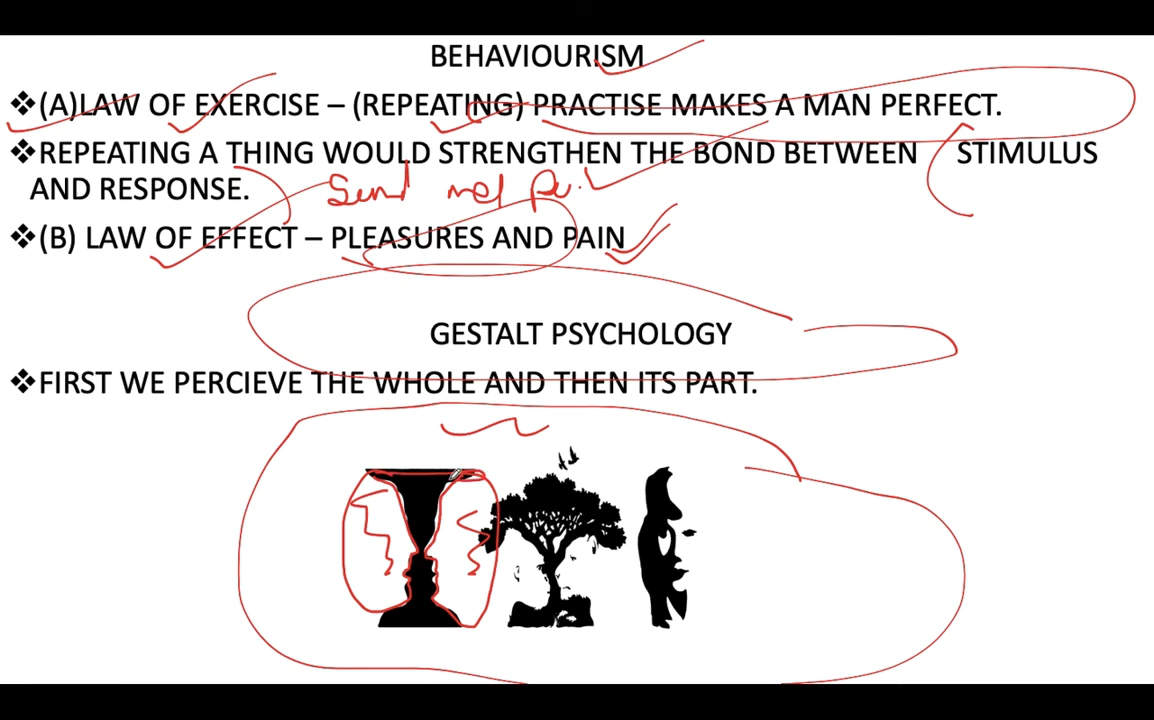 BEHAVIOURISM
❖(A)LAW OF EXERCISE – (REPEATING) PRACTISE MAKES A MAN PERFECT.
❖REPEATING A THING WOULD STRENGTHEN THE BOND BETWEEN STIMULUS
AND RESPONSE.
❖(B) LAW OF EFFECT – PLEASURES AND PAIN
GESTALT PSYCHOLOGY
❖FIRST WE PERCIEVE THE WHOLE AND THEN ITS PART.